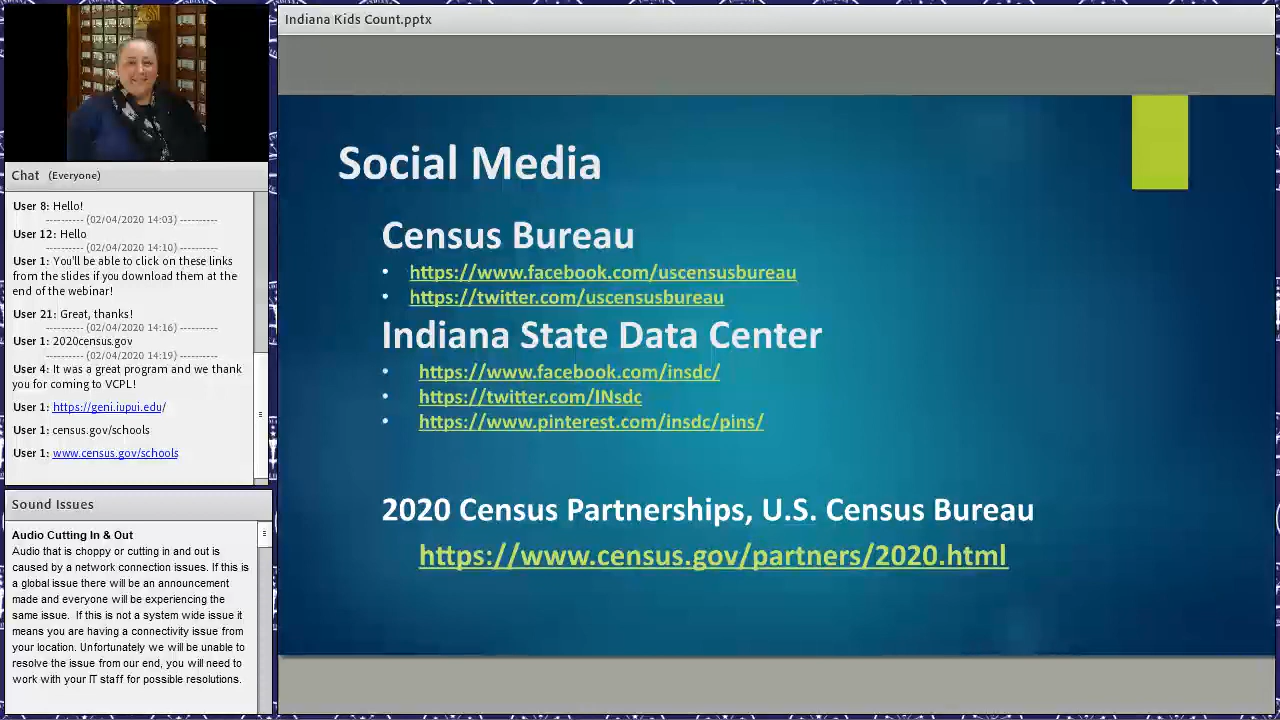 Indiana Kids Count.pptx
Chat (Everyone)
User 8: Hello!
---------- (02/04/2020 14:03) ----------
User 12: Hello
---------- (02/04/2020 14:10) ----------
User 1: You'll be able to click on these links
from the slides if you download them at the
end of the webinar!
User 21: Great, thanks!
---------- (02/04/2020 14:16) ----------
User 1: 2020census.gov
---------- (02/04/2020 14:19) ----------
User 4: It was a great program and we thank
you for coming to VCPL!
User 1: https://geni.iupui.edu/
User 1: census.gov/schools
User 1: www.census.gov/schools
Sound Issues
Audio Cutting In & Out
Audio that is choppy or cutting in and out is
caused by a network connection issues. If this is
a global issue there will be an announcement
made and everyone will be experiencing the
same issue. If this is not a system wide issue it
means you are having a connectivity issue from
your location. Unfortunately we will be unable to
resolve the issue from our end, you will need to
work with your IT staff for possible resolutions.
Social Media
Census Bureau
• https://www.facebook.com/uscensusbureau
• https://twitter.com/uscensusbureau
Indiana State Data Center
• https://www.facebook.com/insdc/
• https://twitter.com/INsdc
• https://www.pinterest.com/insdc/pins/
2020 Census Partnerships, U.S. Census Bureau
https://www.census.gov/partners/2020.html